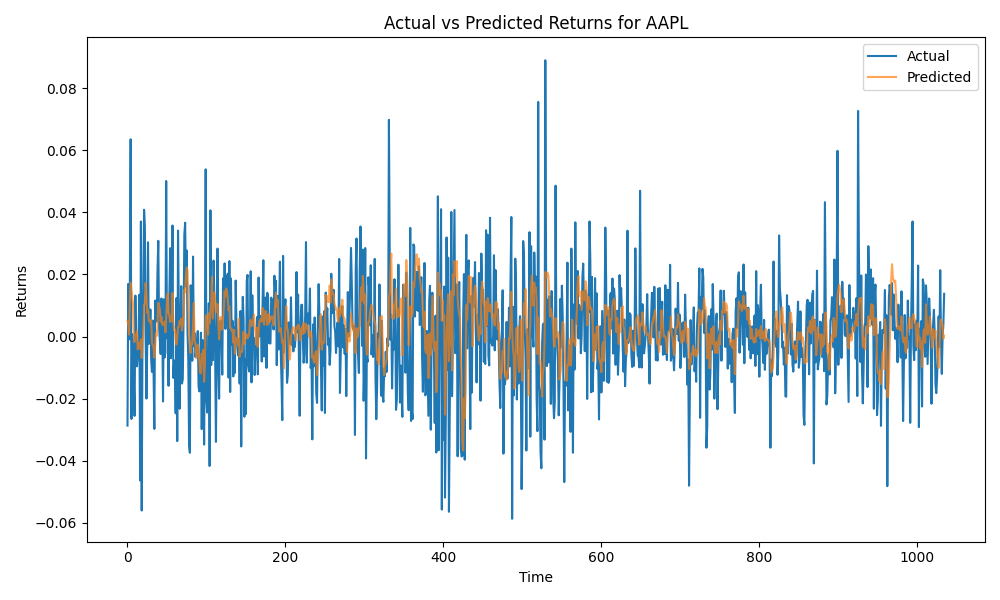 Actual vs Predicted Returns for AAPL
Actual
Predicted
0.08
0.06
0.04
0.02
0.00
−0.02
−0.04
−0.06
Returns
0 200 400 600 800 1000
Time